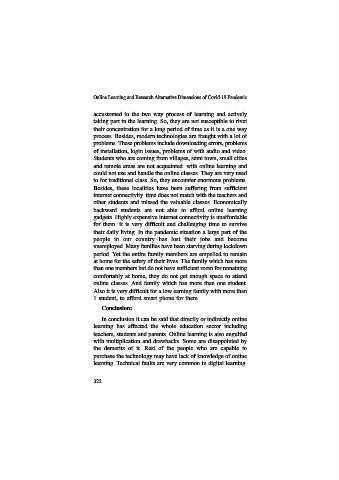 Online Learning and Research Alternative Dimensions of Covid-19 Pandemic
accustomed to the two way process of learning and actively
taking part in the learning. So, they are not susceptible to rivet
their concentration for a long period of time as it is a one way
process. Besides, modern technologies are fraught with a lot of
problems. These problems include downloading errors, problems
of installation, login issues, problems of with audio and video.
Students who are coming from villages, semi town, small cities
and remote areas are not acquainted with online learning and
could not use and handle the online classes. They are very used
to for traditional class. So, they encounter enormous problems.
Besides, these localities have been suffering from sufficient
internet connectivity. time does not match with the teachers and
other students and missed the valuable classes. Economically
backward students are not able to afford online learning
gadgets. Highly expensive internet connectivity is unaffordable
for them. it is very difficult and challenging time to survive
their daily living. In the pandemic situation a large part of the
people in our country has lost their jobs and become
unemployed. Many families have been starving during lockdown
period. Yet the entire family members are compelled to remain
at home for the safety of their lives. The family which has more
than one members but do not have sufficient room for remaining
comfortably at home, they do not get enough space to attend
online classes. And family which has more than one student.
Also it is very difficult for a low earning family with more than
1 student, to afford smart phone for them.
Conclusion:
In conclusion it can be said that directly or indirectly online
learning has affected the whole education sector including
teachers, students and parents. Online learning is also engulfed
with multiplication and drawbacks. Some are disappointed by
the demerits of it. Rest of the people who are capable to
purchase the technology may have lack of knowledge of online
learning. Technical faults are very common in digital learning.
322